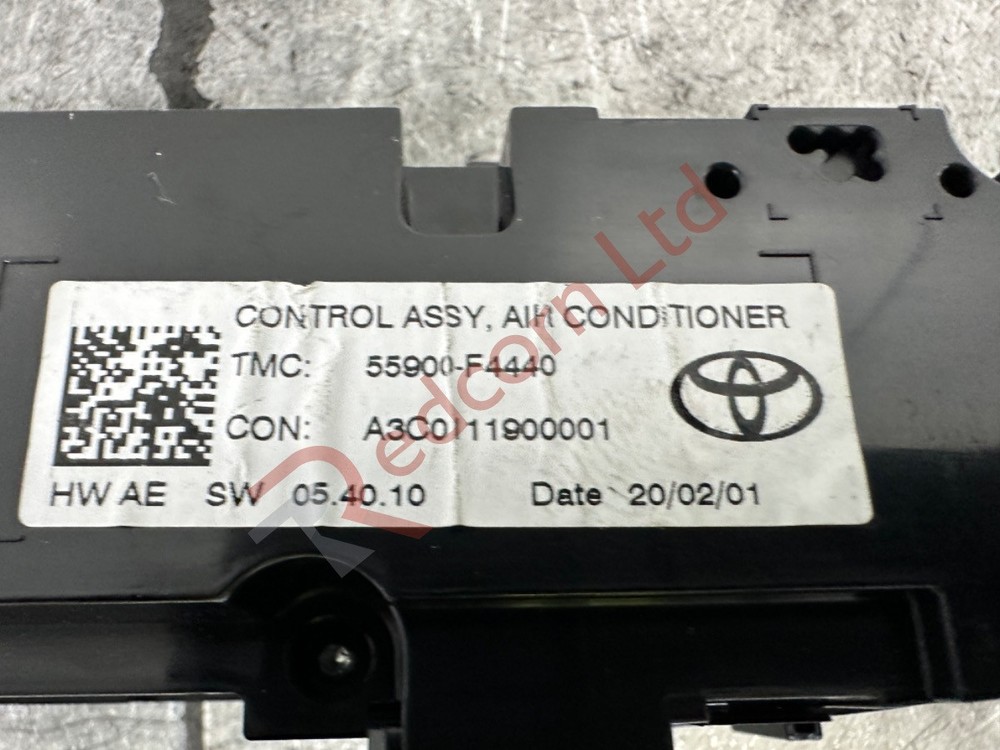 CONTROL ASSY, AIR CONDITIONER
TMC: 55900-F4440
CON: A3C0111900001
HW AE SW 05.40.10 Date 20/02/01
Redcorn Ltd